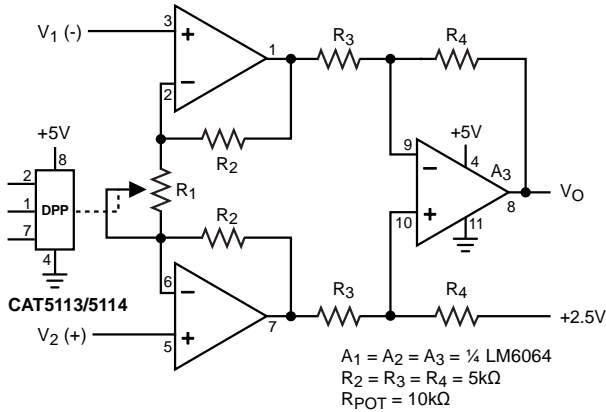 V1 (-)
3
+
1
R3
R4
2
−
+5V
8
R2
9
−
+5V
4
A3
VO
8
2
1
7
DPP
R1
10
+
11
4
R2
CAT5113/5114
6
−
7
R3
R4
+2.5V
V2 (+)
5
+
A1 = A2 = A3 = ¼ LM6064
R2 = R3 = R4 = 5kΩ
RPOT = 10kΩ